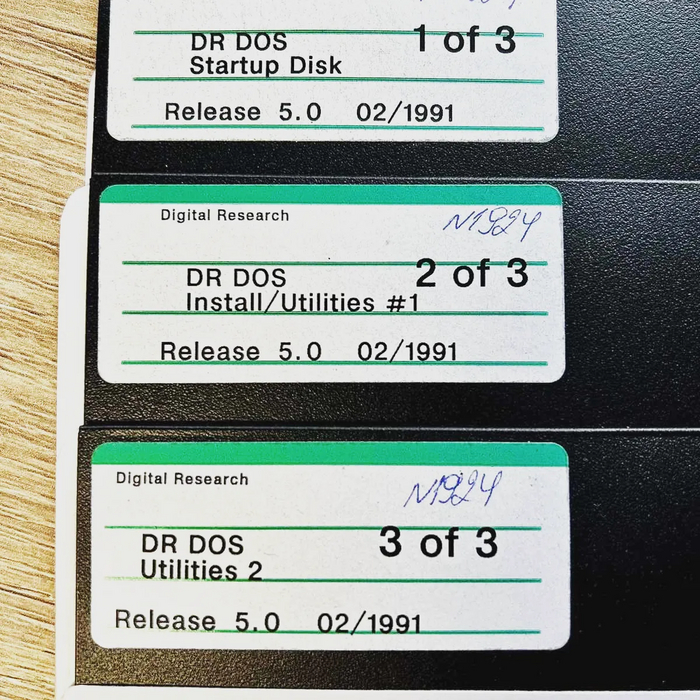 1 of 3
DR DOS
Startup Disk
Release 5.0 02/1991
Digital Research
N1924
2 of 3
DR DOS
Install/Utilities #1
Release 5.0 02/1991
Digital Research
N1924
3 of 3
DR DOS
Utilities 2
Release 5.0 02/1991